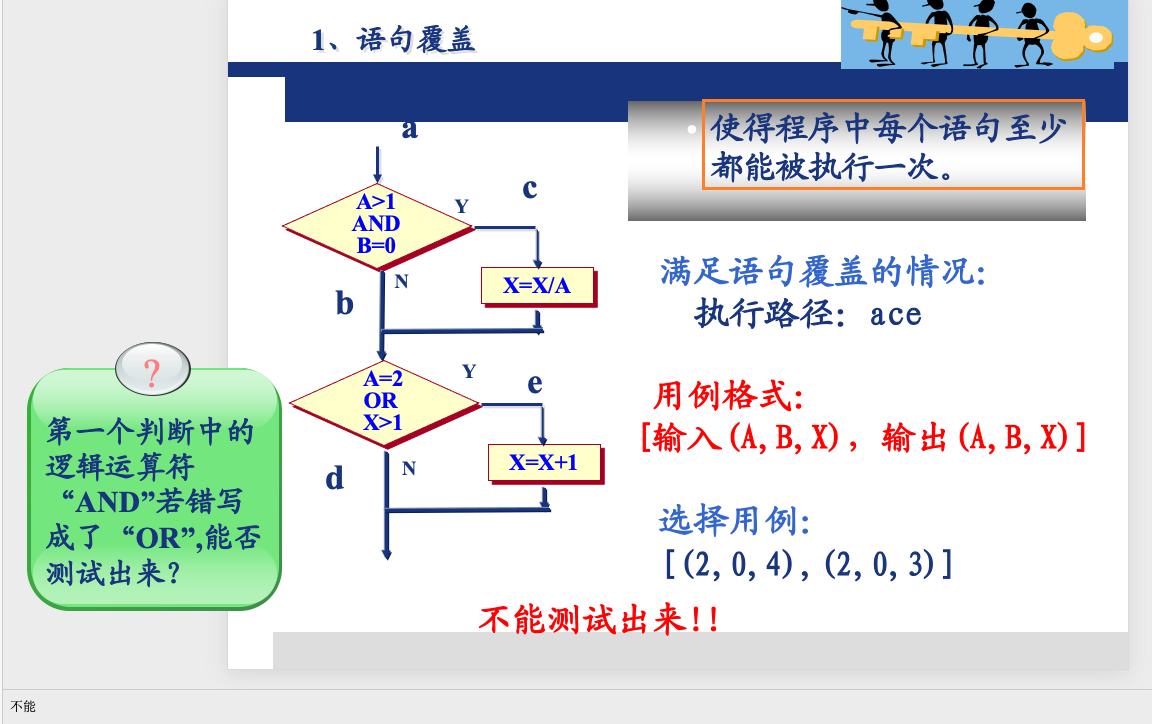 1、语句覆盖
a
使得程序中每个语句至少
都能被执行一次。
A>1
AND
B=0
Y
c
N
X=X/A
b
A=2
OR
X>1
Y
e
N
X=X+1
d
满足语句覆盖的情况:
执行路径: ace
用例格式:
[输入(A,B,X), 输出(A,B,X)]
选择用例:
[(2,0,4),(2,0,3)]
?
第一个判断中的
逻辑运算符
“AND”若错写
成了 “OR”,能否
测试出来?
不能测试出来!!
不能